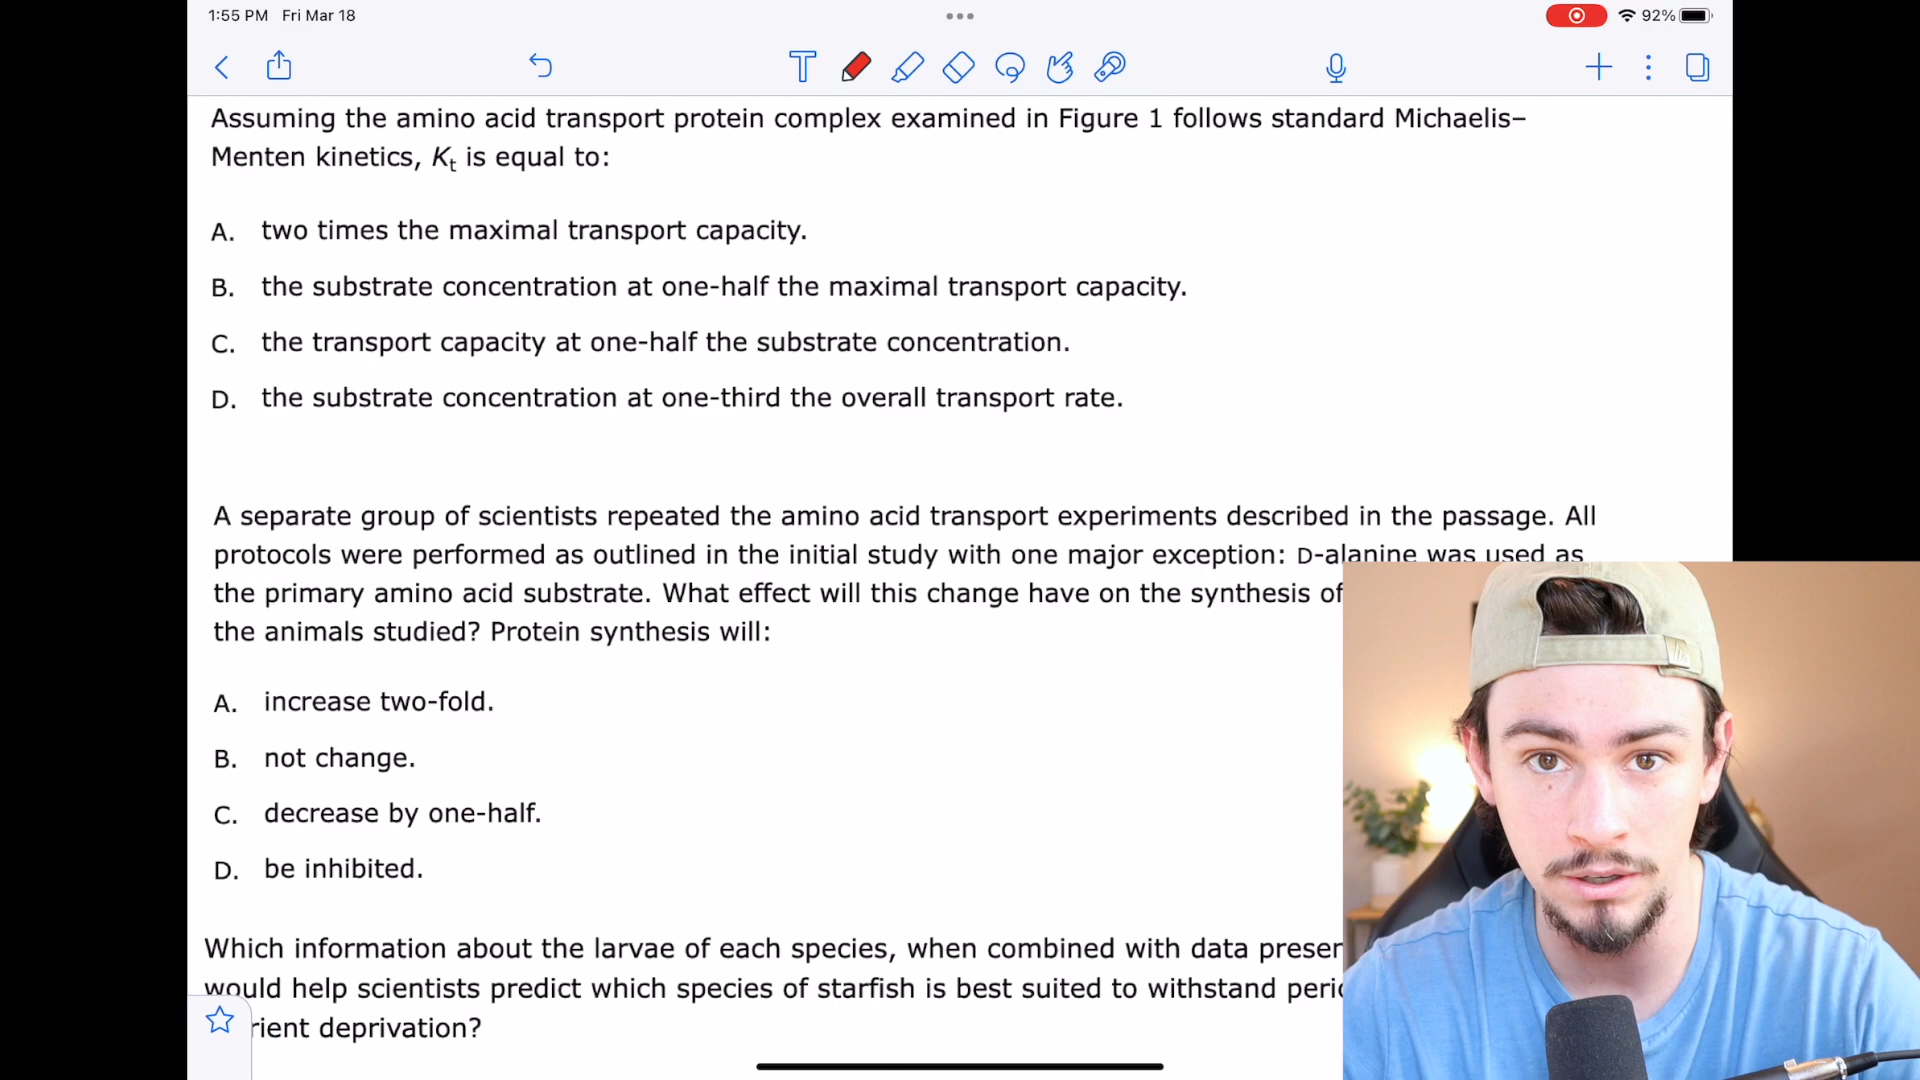 1:55 PM Fri Mar 18
92%
Assuming the amino acid transport protein complex examined in Figure 1 follows standard Michaelis–
Menten kinetics, Kt is equal to:
A. two times the maximal transport capacity.
B. the substrate concentration at one-half the maximal transport capacity.
C. the transport capacity at one-half the substrate concentration.
D. the substrate concentration at one-third the overall transport rate.
A separate group of scientists repeated the amino acid transport experiments described in the passage. All
protocols were performed as outlined in the initial study with one major exception: D-alanine was used as
the primary amino acid substrate. What effect will this change have on the synthesis of
the animals studied? Protein synthesis will:
A. increase two-fold.
B. not change.
C. decrease by one-half.
D. be inhibited.
Which information about the larvae of each species, when combined with data presen
would help scientists predict which species of starfish is best suited to withstand peri
rient deprivation?